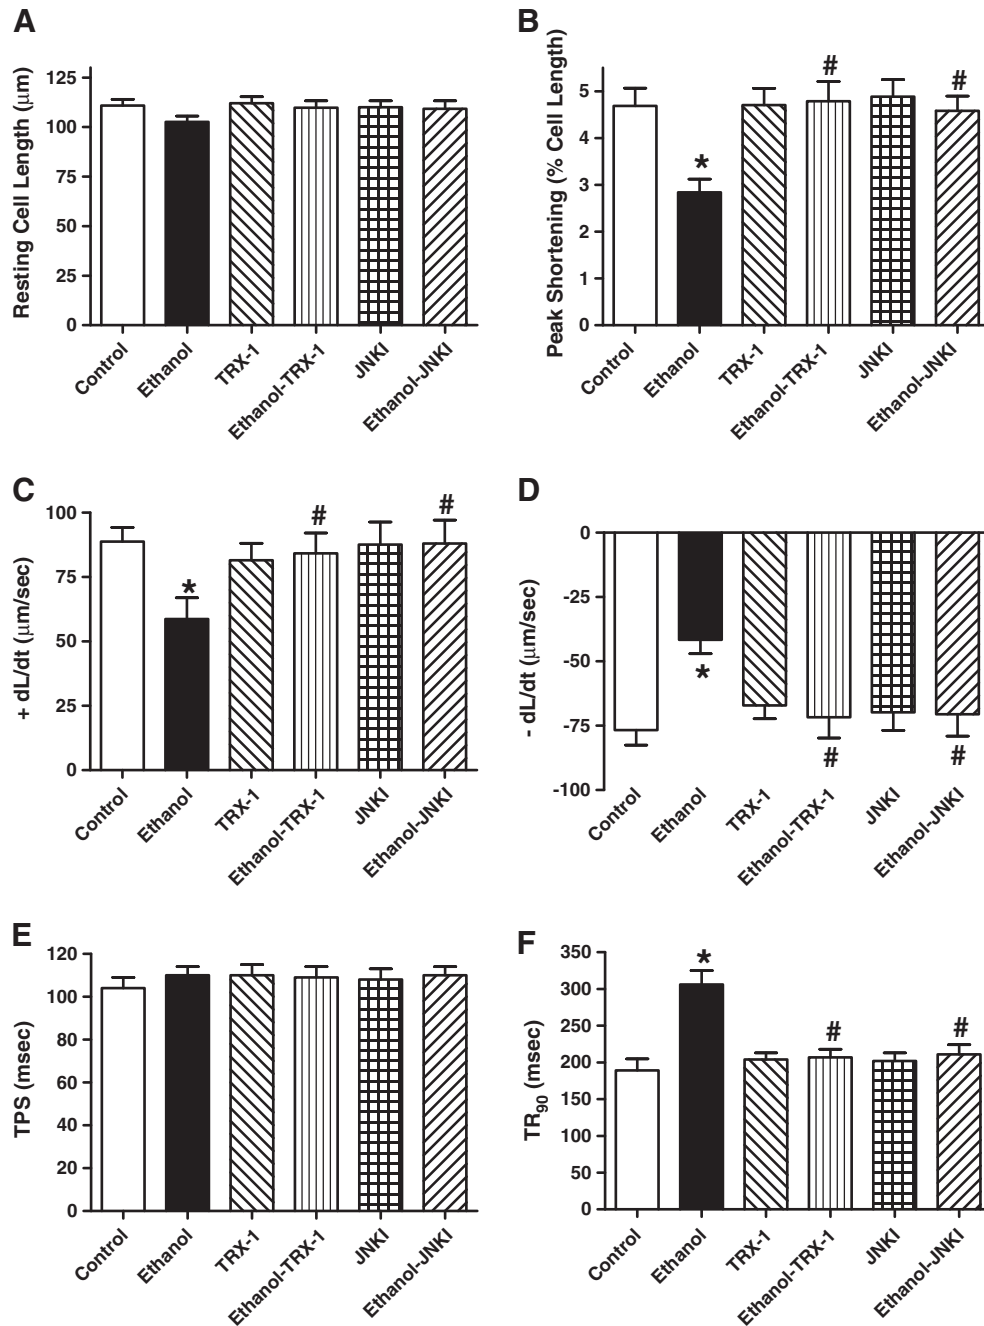 A
Resting Cell Length (μm)
125
100
75
50
25
0
Control
Ethanol
TRX-1
Ethanol-TRX-1
JNKI
Ethanol-JNKI
B
Peak Shortening (% Cell Length)
5
4
3
2
1
0
*
#
#
Control
Ethanol
TRX-1
Ethanol-TRX-1
JNKI
Ethanol-JNKI
C
+ dL/dt (μm/sec)
100
75
50
25
0
*
#
#
Control
Ethanol
TRX-1
Ethanol-TRX-1
JNKI
Ethanol-JNKI
D
- dL/dt (μm/sec)
0
-25
-50
-75
-100
*
#
#
Control
Ethanol
TRX-1
Ethanol-TRX-1
JNKI
Ethanol-JNKI
E
TPS (msec)
120
100
80
60
40
20
0
Control
Ethanol
TRX-1
Ethanol-TRX-1
JNKI
Ethanol-JNKI
F
TR90 (msec)
350
300
250
200
150
100
50
0
*
#
#
Control
Ethanol
TRX-1
Ethanol-TRX-1
JNKI
Ethanol-JNKI